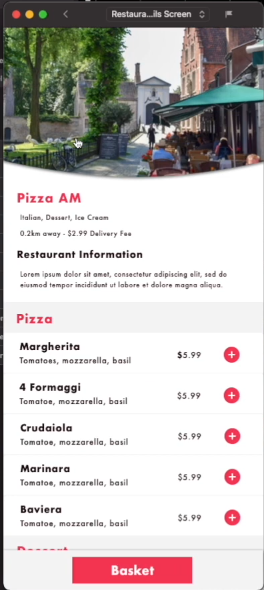 Restaura...ils Screen
Pizza AM
Italian, Dessert, Ice Cream
0.2km away - $2.99 Delivery Fee
Restaurant Information
Lorem ipsum dolor sit amet, consectetur adipiscing elit, sed do
eiusmod tempor incididunt ut labore et dolore magna aliqua.
Pizza
Margherita
Tomatoes, mozzarella, basil
$5.99
4 Formaggi
Tomatoe, mozzarella, basil
$5.99
Crudaiola
Tomatoe, mozzarella, basil
$5.99
Marinara
Tomatoe, mozzarella, basil
$5.99
Baviera
Tomatoe, mozzarella, basil
$5.99
Dessert
Basket